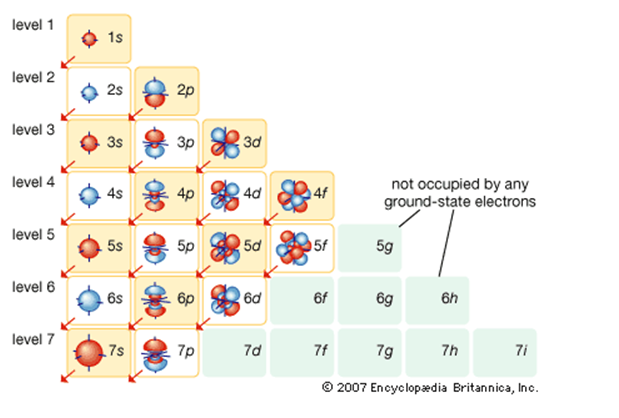 level 1 1s
level 2 2s 2p
level 3 3s 3p 3d
level 4 4s 4p 4d 4f
not occupied by any
ground-state electrons
level 5 5s 5p 5d 5f 5g
level 6 6s 6p 6d 6f 6g 6h
level 7 7s 7p 7d 7f 7g 7h 7i
© 2007 Encyclopædia Britannica, Inc.